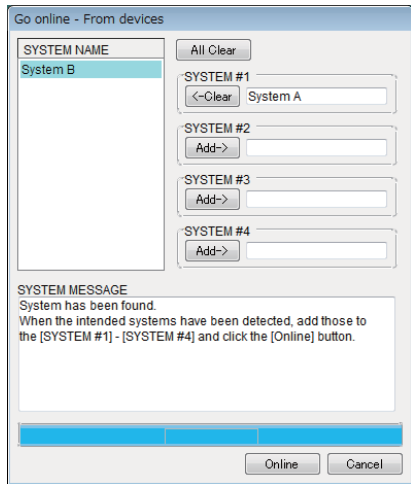 Go online - From devices
SYSTEM NAME
System B
All Clear
SYSTEM #1
<-Clear System A
SYSTEM #2
Add->
SYSTEM #3
Add->
SYSTEM #4
Add->
SYSTEM MESSAGE
System has been found.
When the intended systems have been detected, add those to
the [SYSTEM #1] - [SYSTEM #4] and click the [Online] button.
Online Cancel